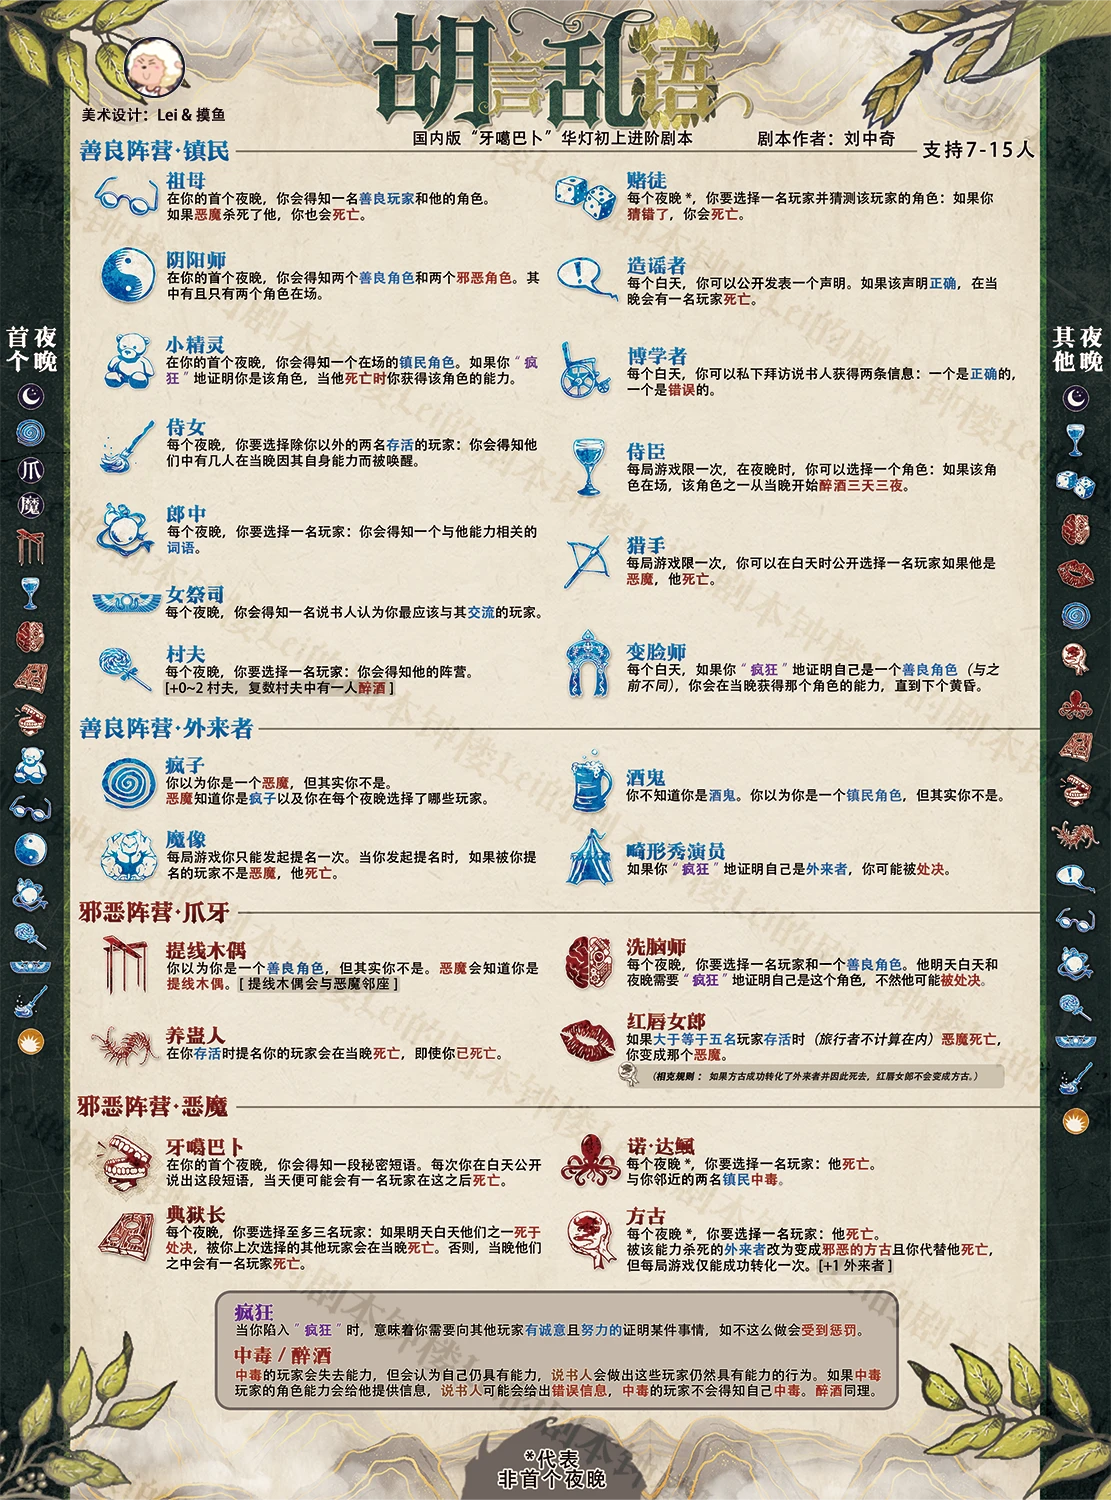 胡言乱语
美术设计：Lei & 摸鱼
国内版“牙噶巴卜”华灯初上进阶剧本
剧本作者：刘中奇
善良阵营·镇民
支持7-15人
祖母
在你的首个夜晚，你会得知一名善良玩家和他的角色。
如果恶魔杀死了他，你也会死亡。
阴阳师
在你的首个夜晚，你会得知两个善良角色和两个邪恶角色。其
中有且只有两个角色在场。
小精灵
在你的首个夜晚，你会得知一个在场的镇民角色。如果你“疯
狂”地证明你是该角色，当他死亡时你获得该角色的能力。
侍女
每个夜晚，你要选择除你以外的两名存活的玩家：你会得知他
们中有几人在当晚因其自身能力而被唤醒。
郎中
每个夜晚，你要选择一名玩家：你会得知一个与他能力相关的
词语。
女祭司
每个夜晚，你会得知一名说书人认为你最应该与其交流的玩家。
村夫
每个夜晚，你要选择一名玩家：你会得知他的阵营。
[+0~2 村夫，复数村夫中有一人醉酒 ]
赌徒
每个夜晚 *，你要选择一名玩家并猜测该玩家的角色：如果你
猜错了，你会死亡。
造谣者
每个白天，你可以公开发表一个声明。如果该声明正确，在当
晚会有一名玩家死亡。
博学者
每个白天，你可以私下拜访说书人获得两条信息：一个是正确的，
一个是错误的。
侍臣
每局游戏限一次，在夜晚时，你可以选择一个角色：如果该角
色在场，该角色之一从当晚开始醉酒三天三夜。
猎手
每局游戏限一次，你可以在白天时公开选择一名玩家如果他是
恶魔，他死亡。
变脸师
每个白天，如果你“疯狂”地证明自己是一个善良角色（与之
前不同），你会在当晚获得那个角色的能力，直到下个黄昏。
善良阵营·外来者
疯子
你以为你是一个恶魔，但其实你不是。
恶魔知道你是疯子以及你在每个夜晚选择了哪些玩家。
魔像
每局游戏你只能发起提名一次。当你发起提名时，如果被你提
名的玩家不是恶魔，他死亡。
酒鬼
你不知道你是酒鬼。你以为你是一个镇民角色，但其实你不是。
畸形秀演员
如果你“疯狂”地证明自己是外来者，你可能被处决。
邪恶阵营·爪牙
提线木偶
你以为你是一个善良角色，但其实你不是。恶魔会知道你是
提线木偶。[ 提线木偶会与恶魔邻座 ]
养蛊人
在你存活时提名你的玩家会在当晚死亡，即使你已死亡。
洗脑师
每个夜晚，你要选择一名玩家和一个善良角色。他明天白天和
夜晚需要“疯狂”地证明自己是这个角色，不然他可能被处决。
红唇女郎
如果大于等于五名玩家存活时（旅行者不计算在内）恶魔死亡，
你变成那个恶魔。
（相克规则 ：如果方古成功转化了外来者并因此死去，红唇女郎不会变成方古。）
邪恶阵营·恶魔
牙噶巴卜
在你的首个夜晚，你会得知一段秘密短语。每次你在白天公开
说出这段短语，当天便可能会有一名玩家在这之后死亡。
典狱长
每个夜晚，你要选择至多三名玩家：如果明天白天他们之一死于
处决，被你上次选择的其他玩家会在当晚死亡。否则，当晚他们
之中会有一名玩家死亡。
诺·达鲺
每个夜晚 *，你要选择一名玩家：他死亡。
与你邻近的两名镇民中毒。
方古
每个夜晚 *，你要选择一名玩家：他死亡。
被该能力杀死的外来者改为变成邪恶的方古且你代替他死亡，
但每局游戏仅能成功转化一次。[+1 外来者 ]
疯狂
当你陷入“疯狂”时，意味着你需要向其他玩家有诚意且努力的证明某件事情，如不这么做会受到惩罚。
中毒 / 醉酒
中毒的玩家会失去能力，但会认为自己仍具有能力，说书人会做出这些玩家仍然具有能力的行为。如果中毒
玩家的角色能力会给他提供信息，说书人可能会给出错误信息，中毒的玩家不会得知自己中毒。醉酒同理。
*代表
非首个夜晚
首个夜晚
爪
魔
其他夜晚